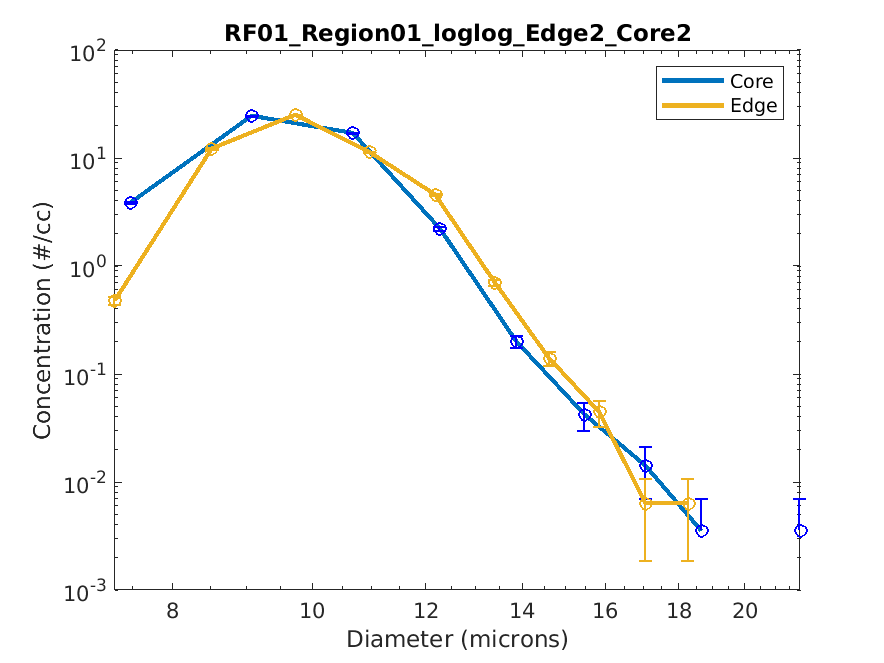 RF01_Region01_loglog_Edge2_Core2
Core
Edge
10^2
10^1
10^0
10^-1
10^-2
10^-3
Concentration (#/cc)
8 10 12 14 16 18 20
Diameter (microns)